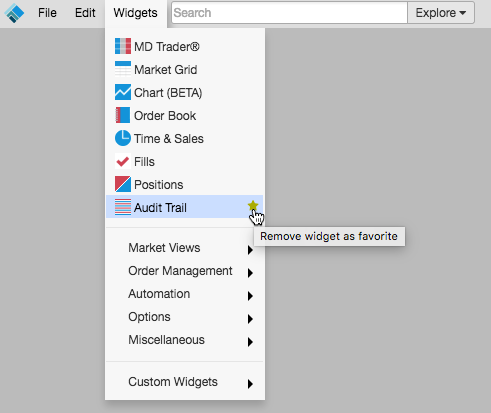 File Edit Widgets Search Explore
MD Trader®
Market Grid
Chart (BETA)
Order Book
Time & Sales
Fills
Positions
Audit Trail
Remove widget as favorite
Market Views
Order Management
Automation
Options
Miscellaneous
Custom Widgets